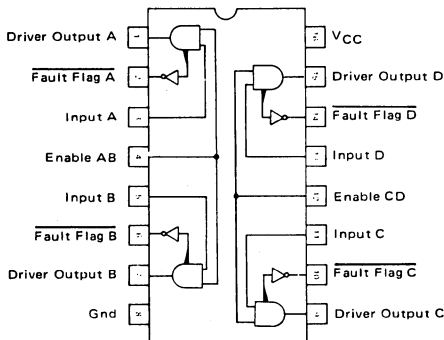 Driver Output A
Fault Flag A
Input A
Enable AB
Input B
Fault Flag B
Driver Output B
Gnd
VCC
Driver Output D
Fault Flag D
Input D
Enable CD
Input C
Fault Flag C
Driver Output C